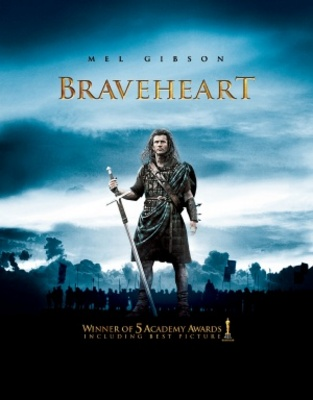 MEL GIBSON
BRAVEHEART
WINNER OF 5 ACADEMY AWARDS
INCLUDING BEST PICTURE